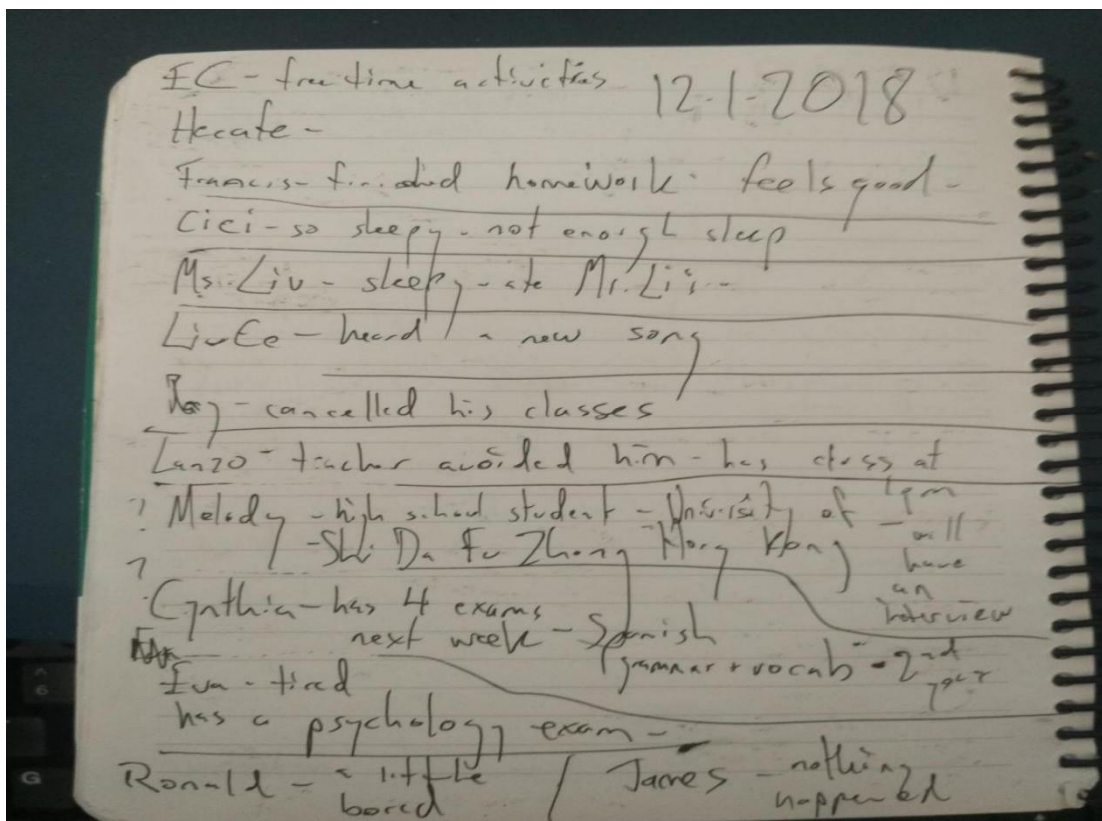 EC - free time activities 12.1.2018
Hecate -
Francis - finished homework. feels good -
Cici - so sleepy - not enough sleep
Ms. Liu - sleepy - ate
- heard a new song
- cancelled his classes
Lanzo - teacher avoided him - has class at
? Melody - high school student - University of
1pm
- Shi Da Fu Zhong Hong Kong
- will
have
an
interview
?
Cynthia - has 4 exams
next week - Spanish
grammar + vocab - 2nd
year
Eva - tired
has a psychology exam -
Ronald - a little / James - nothing
bored happened